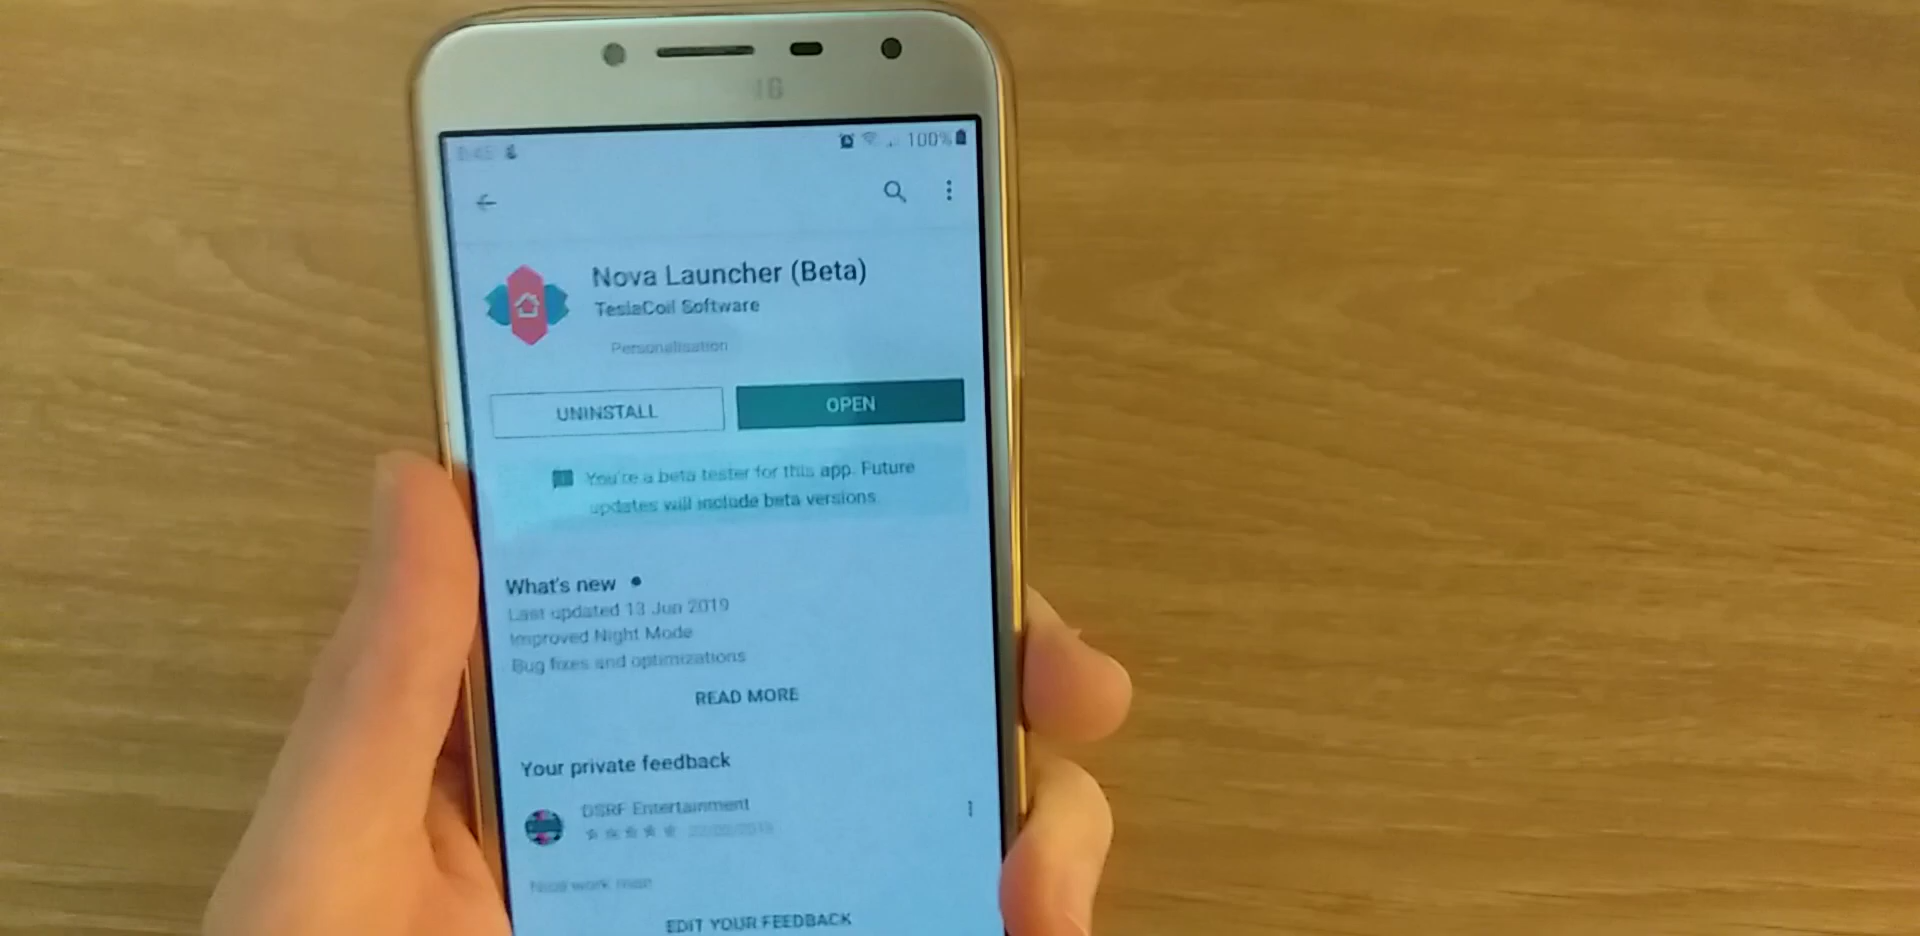 100%
Nova Launcher (Beta)
TeslaCoil Software
Personalisation
UNINSTALL
OPEN
You're a beta tester for this app. Future
updates will include beta versions.
What's new
Last updated 13 Jun 2019
Improved Night Mode
Bug fixes and optimizations
READ MORE
Your private feedback
DSRF Entertainment
EDIT YOUR FEEDBACK